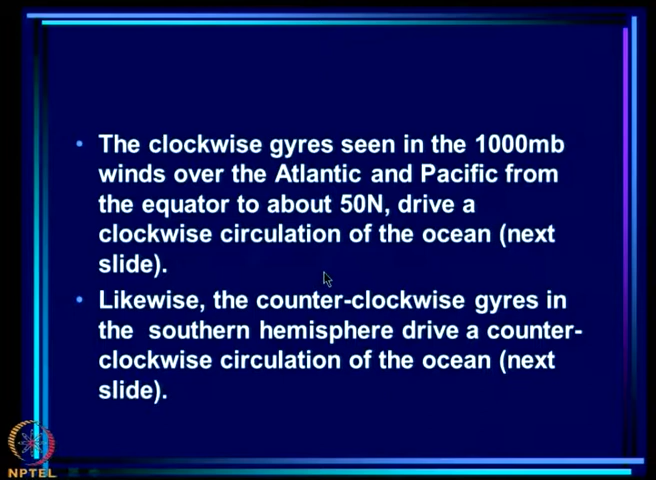 • The clockwise gyres seen in the 1000mb
winds over the Atlantic and Pacific from
the equator to about 50N, drive a
clockwise circulation of the ocean (next
slide).
• Likewise, the counter-clockwise gyres in
the southern hemisphere drive a counter-
clockwise circulation of the ocean (next
slide).
NPTEL